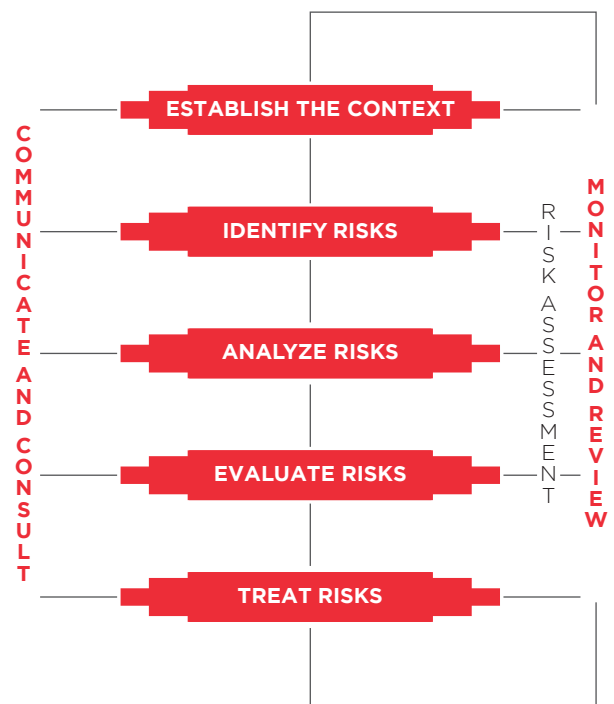 ESTABLISH THE CONTEXT
IDENTIFY RISKS
ANALYZE RISKS
EVALUATE RISKS
TREAT RISKS
COMMUNICATE AND CONSULT
RISK ASSESSMENT
MONITOR AND REVIEW